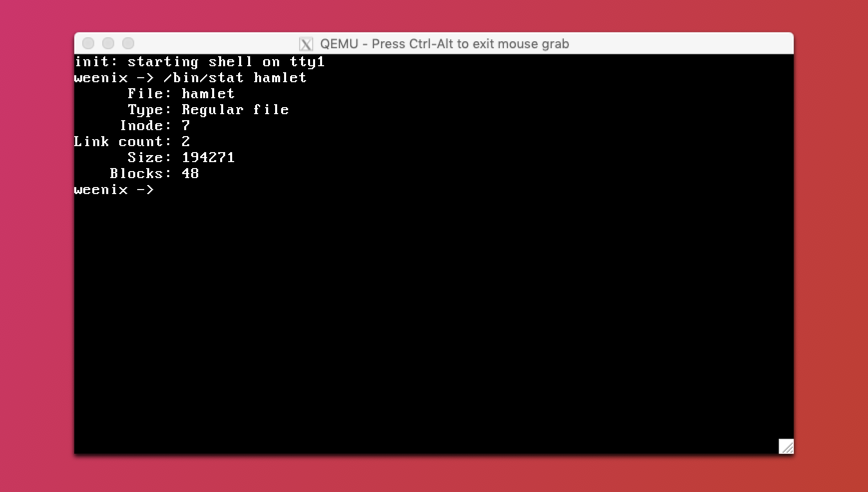 QEMU - Press Ctrl-Alt to exit mouse grab
init: starting shell on tty1
weenix -> /bin/stat hamlet
File: hamlet
Type: Regular file
Inode: 7
Link count: 2
Size: 194271
Blocks: 48
weenix ->